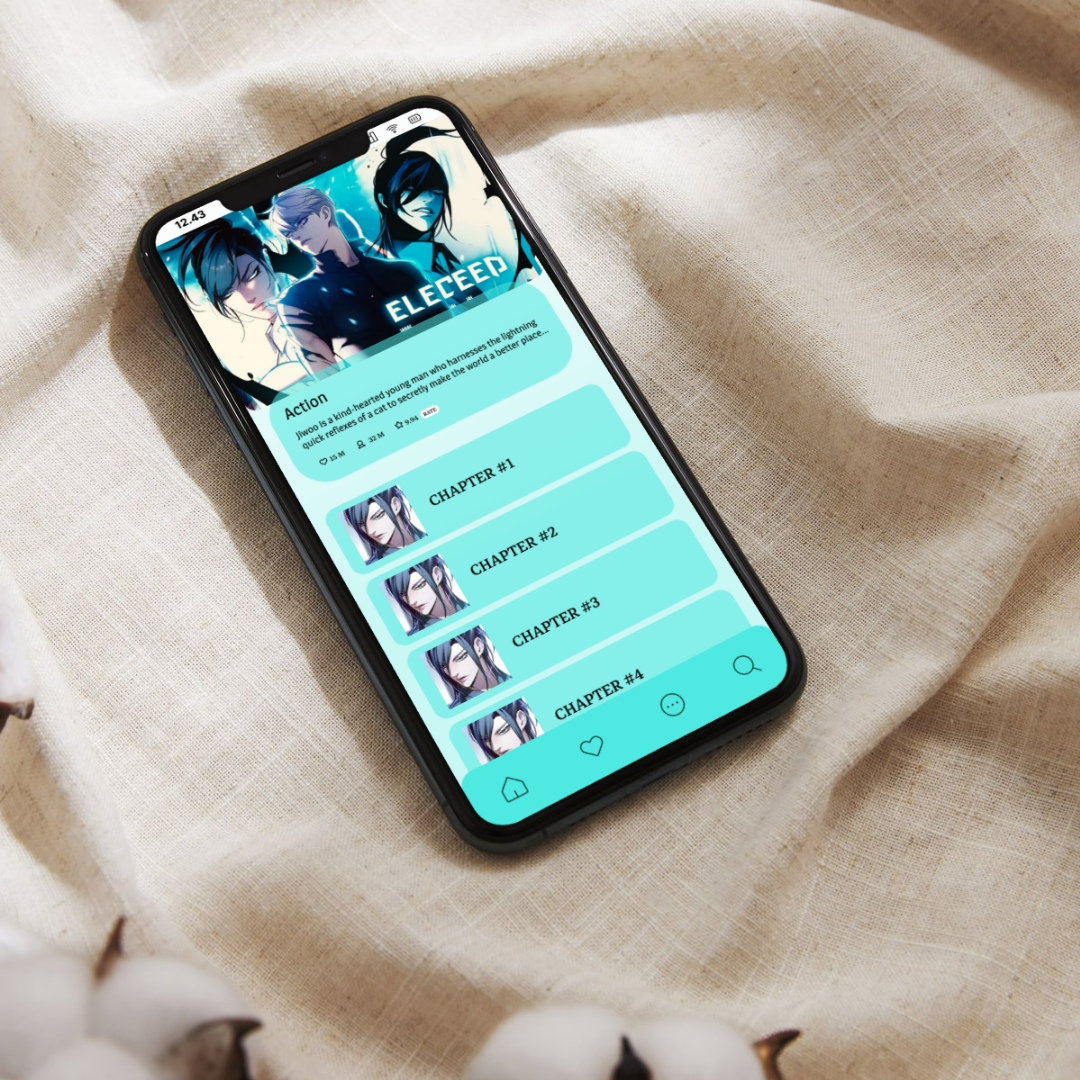 12.43
ELECEED
Action
Jiwoo is a kind-hearted young man who harnesses the lightning
quick reflexes of a cat to secretly make the world a better place...
35 M 32 M 9.94 RATE
CHAPTER #1
CHAPTER #2
CHAPTER #3
CHAPTER #4